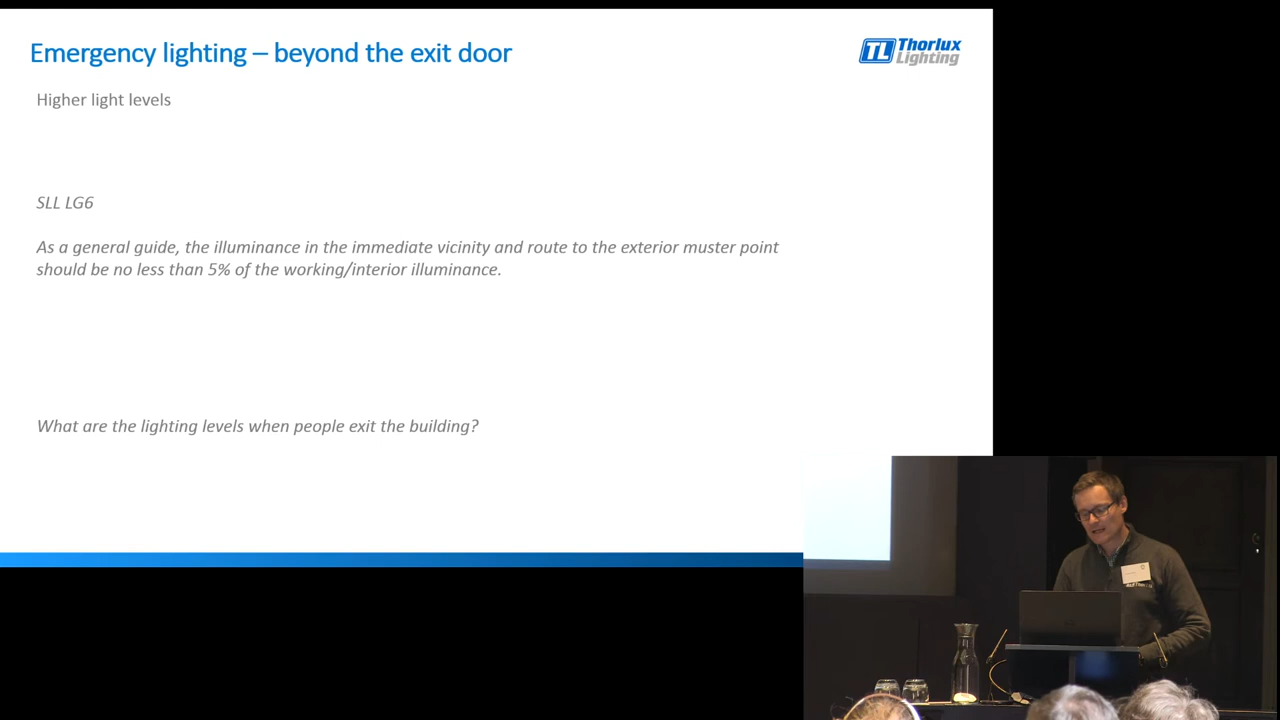 Emergency lighting – beyond the exit door
TL Thorlux
Lighting
Higher light levels
SLL LG6
As a general guide, the illuminance in the immediate vicinity and route to the exterior muster point
should be no less than 5% of the working/interior illuminance.
What are the lighting levels when people exit the building?